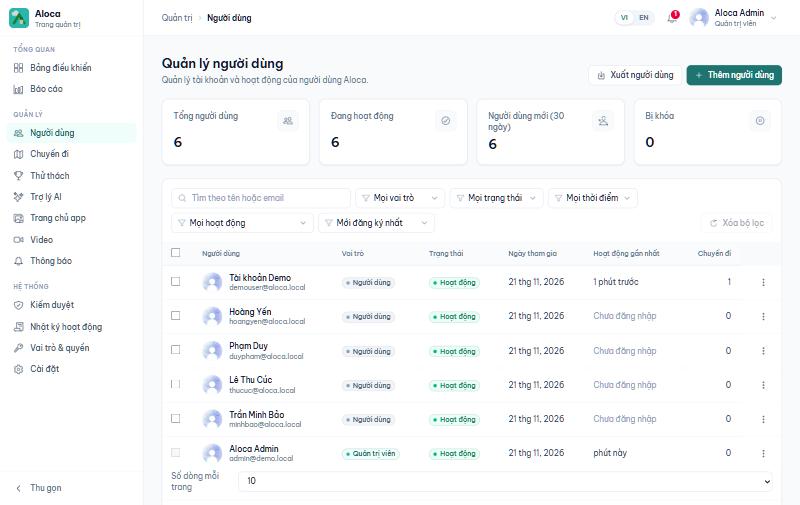 Aloca
Trang quản trị
TỔNG QUAN
Bảng điều khiển
Báo cáo
QUẢN LÝ
Người dùng
Chuyến đi
Thử thách
Trợ lý AI
Trang chủ app
Video
Thông báo
HỆ THỐNG
Kiểm duyệt
Nhật ký hoạt động
Vai trò & quyền
Cài đặt
Thu gọn
Quản trị › Người dùng
VI EN
1
Aloca Admin
Quản trị viên
Quản lý người dùng
Quản lý tài khoản và hoạt động của người dùng Aloca.
Xuất người dùng
+ Thêm người dùng
Tổng người dùng
6
Đang hoạt động
6
Người dùng mới (30
ngày)
6
Bị khóa
0
Tìm theo tên hoặc email
Mọi vai trò
Mọi trạng thái
Mọi thời điểm
Mọi hoạt động
Mới đăng ký nhất
Xóa bộ lọc
Người dùng Vai trò Trạng thái Ngày tham gia Hoạt động gần nhất Chuyến đi
Tài khoản Demo
demouser@aloca.local
Người dùng Hoạt động 21 thg 11, 2026 1 phút trước 1
Hoàng Yến
hoangyen@aloca.local
Người dùng Hoạt động 21 thg 11, 2026 Chưa đăng nhập 0
Phạm Duy
duypham@aloca.local
Người dùng Hoạt động 21 thg 11, 2026 Chưa đăng nhập 0
Lê Thu Cúc
thucuc@aloca.local
Người dùng Hoạt động 21 thg 11, 2026 Chưa đăng nhập 0
Trần Minh Bảo
minhbao@aloca.local
Người dùng Hoạt động 21 thg 11, 2026 Chưa đăng nhập 0
Aloca Admin
admin@demo.local
Quản trị viên Hoạt động 21 thg 11, 2026 phút này 0
Số dòng mỗi
trang
10